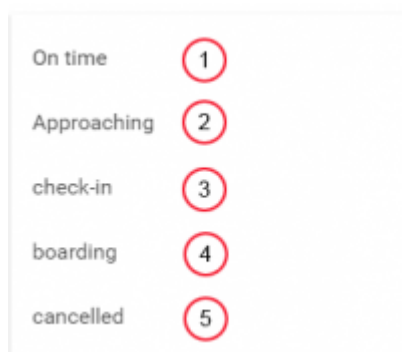 On time 1
Approaching 2
check-in 3
boarding 4
cancelled 5